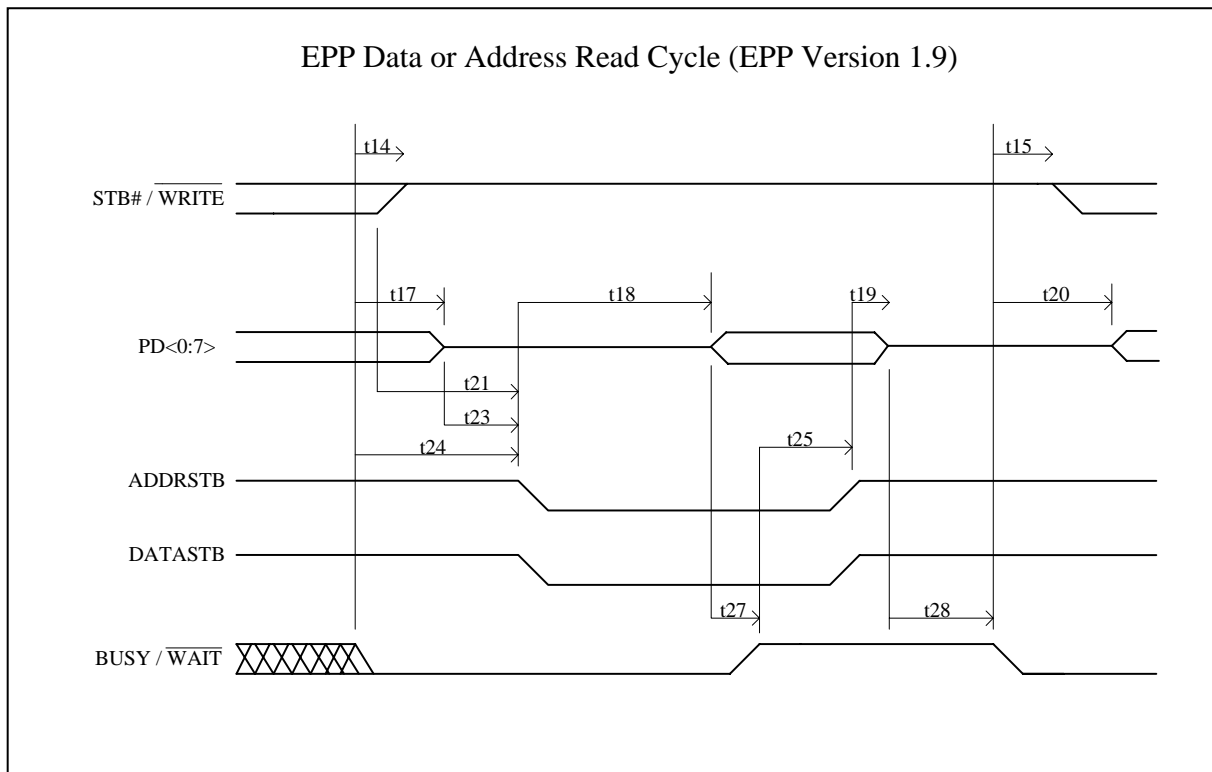 EPP Data or Address Read Cycle (EPP Version 1.9)
t14
t15
STB# / WRITE
t17
t18
t19
t20
PD<0:7>
t21
t23
t25
t24
ADDRSTB
DATASTB
t27
t28
BUSY / WAIT